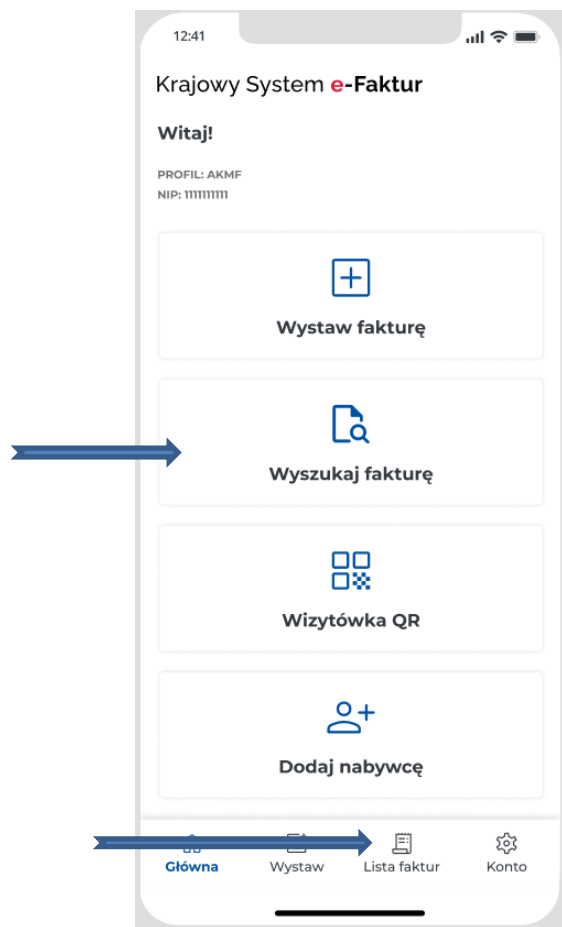 12:41
Krajowy System e-Faktur
Witaj!
PROFIL: AKMF
NIP: 1111111111
Wystaw fakturę
Wyszukaj fakturę
Wizytówka QR
Dodaj nabywcę
Główna Wystaw Lista faktur Konto